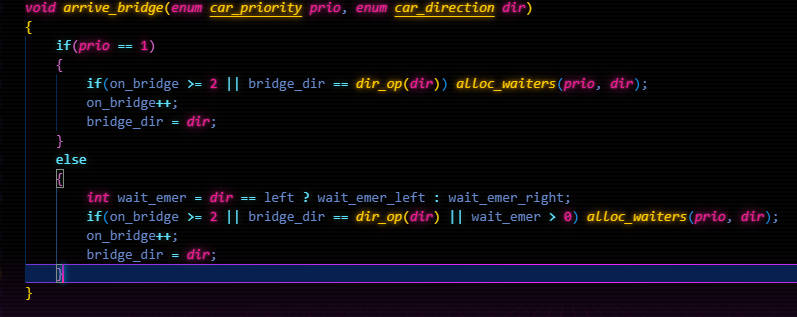 void arrive_bridge(enum car_priority prio, enum car_direction dir)
{
    if(prio == 1)
    {
        if(on_bridge >= 2 || bridge_dir == dir_op(dir)) alloc_waiters(prio, dir);
        on_bridge++;
        bridge_dir = dir;
    }
    else
    {
        int wait_emer = dir == left ? wait_emer_left : wait_emer_right;
        if(on_bridge >= 2 || bridge_dir == dir_op(dir) || wait_emer > 0) alloc_waiters(prio, dir);
        on_bridge++;
        bridge_dir = dir;
    }
}